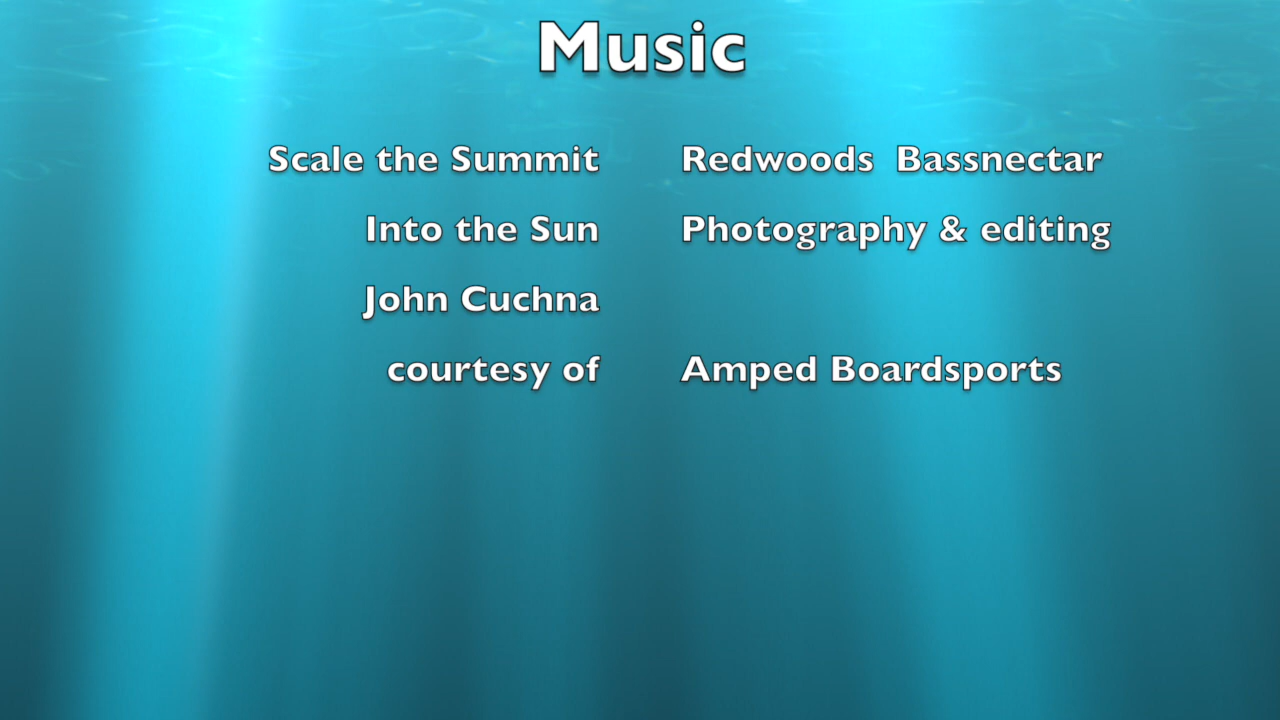 Music
Scale the Summit Redwoods Bassnectar
Into the Sun Photography & editing
John Cuchna
courtesy of Amped Boardsports